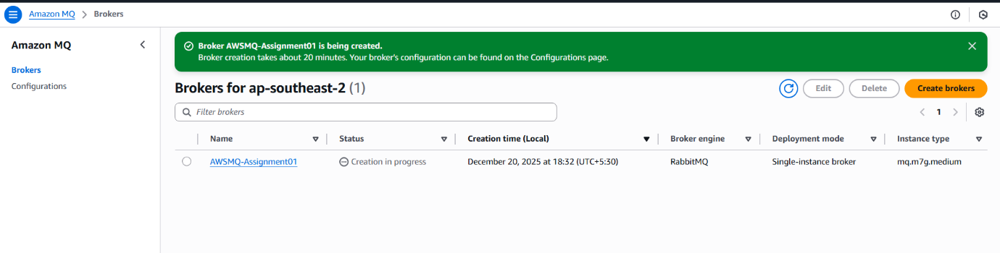 Amazon MQ > Brokers
Amazon MQ
Brokers
Configurations
Broker AWSMQ-Assignment01 is being created.
Broker creation takes about 20 minutes. Your broker's configuration can be found on the Configurations page.
Brokers for ap-southeast-2 (1)
Edit
Delete
Create brokers
Filter brokers
1
Name Status Creation time (Local) Broker engine Deployment mode Instance type
AWSMQ-Assignment01 Creation in progress December 20, 2025 at 18:32 (UTC+5:30) RabbitMQ Single-instance broker mq.m7g.medium